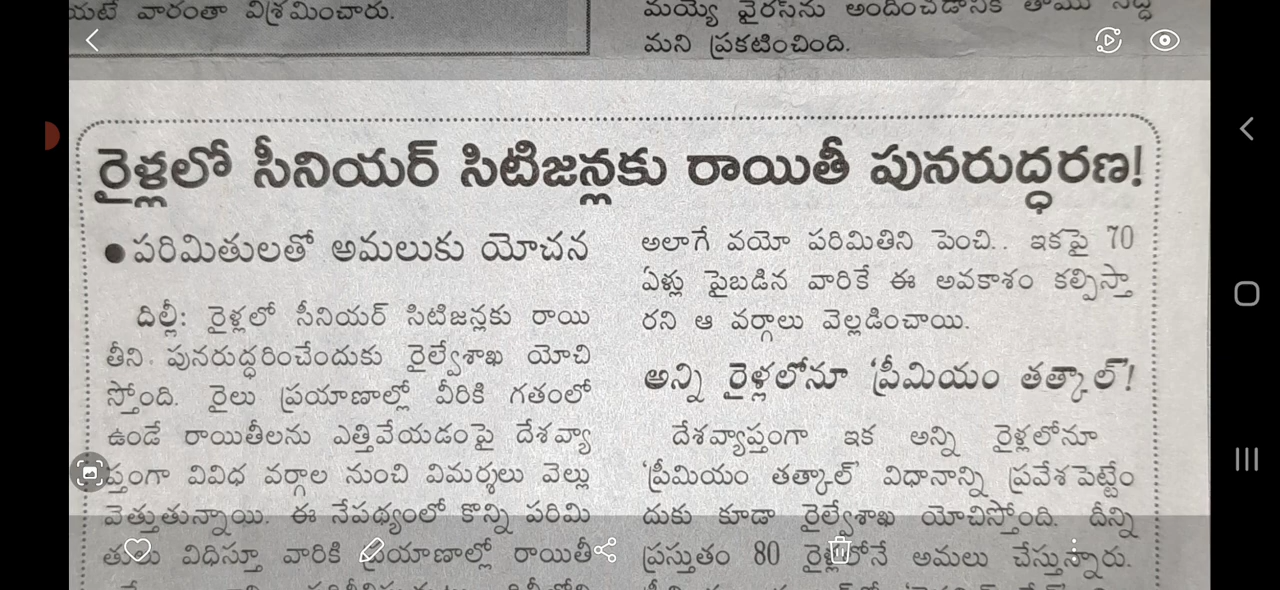 యటే వారంతా విశ్రమించారు.
మని ప్రకటించింది.
రైళ్లలో సీనియర్ సిటిజన్లకు రాయితీ పునరుద్ధరణ!
● పరిమితులతో అమలుకు యోచన
దిల్లీ: రైళ్లలో సీనియర్ సిటిజన్లకు రాయి
తీని పునరుద్ధరించేందుకు రైల్వేశాఖ యోచి
స్తోంది. రైలు ప్రయాణాల్లో వీరికి గతంలో
ఉండే రాయితీలను ఎత్తివేయడంపై దేశవ్యా
ప్తంగా వివిధ వర్గాల నుంచి విమర్శలు వెల్లు
వెత్తుతున్నాయి. ఈ నేపథ్యంలో కొన్ని పరిమి
తులు విధిస్తూ వారికి ప్రయాణాల్లో రాయితీ
అలాగే వయో పరిమితిని పెంచి.. ఇకపై 70
ఏళ్లు పైబడిన వారికే ఈ అవకాశం కల్పిస్తా
రని ఆ వర్గాలు వెల్లడించాయి.
అన్ని రైళ్లలోనూ ‘ప్రీమియం తత్కాల్’!
దేశవ్యాప్తంగా ఇక అన్ని రైళ్లలోనూ
‘ప్రీమియం తత్కాల్’ విధానాన్ని ప్రవేశపెట్టేం
దుకు కూడా రైల్వేశాఖ యోచిస్తోంది. దీన్ని
ప్రస్తుతం 80 రైళ్లలోనే అమలు చేస్తున్నారు.